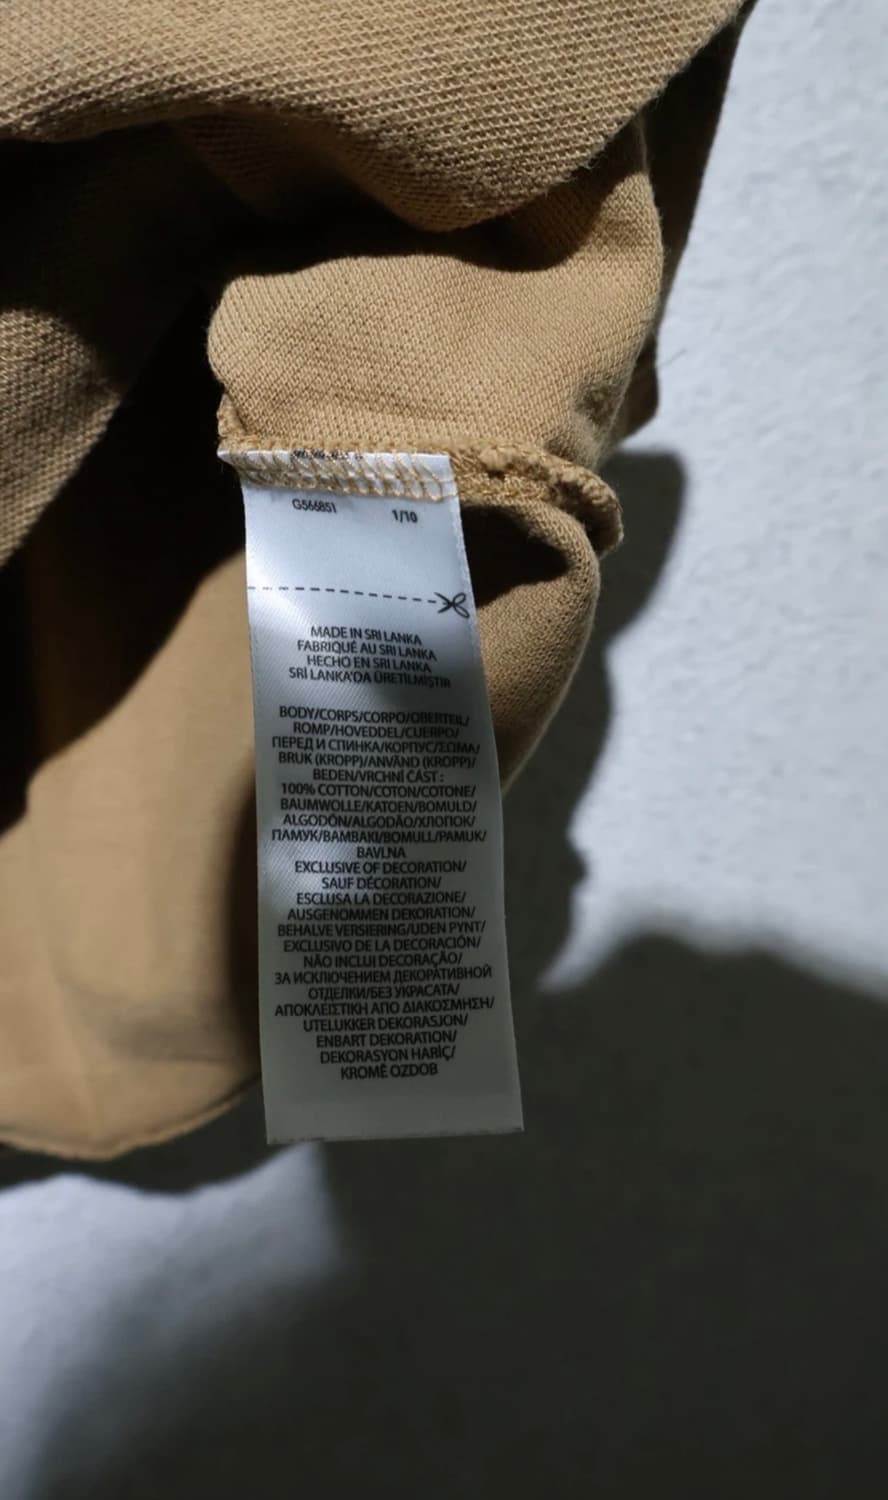 G566851 1/10
MADE IN SRI LANKA
FABRIQUÉ AU SRI LANKA
HECHO EN SRI LANKA
SRİ LANKA'DA ÜRETİLMİŞTİR
BODY/CORPS/CORPO/OBERTEIL/
ROMP/HOVEDDEL/CUERPO/
ПЕРЕД И СПИНКА/КОРПУС/ΣΩΜΑ/
BRUK (KROPP)/ANVÄND (KROPP)/
BEDEN/VRCHNÍ ČÁST :
100% COTTON/COTON/COTONE/
BAUMWOLLE/KATOEN/BOMULD/
ALGODÓN/ALGODÃO/ХЛОПОК/
ПАМУК/ΒΑΜΒΑΚΙ/BOMULL/PAMUK/
BAVLNA
EXCLUSIVE OF DECORATION/
SAUF DÉCORATION/
ESCLUSA LA DECORAZIONE/
AUSGENOMMEN DEKORATION/
BEHALVE VERSIERING/UDEN PYNT/
EXCLUSIVO DE LA DECORACIÓN/
NÃO INCLUI DECORAÇÃO/
ЗА ИСКЛЮЧЕНИЕМ ДЕКОРАТИВНОЙ
ОТДЕЛКИ/БЕЗ УКРАСАТА/
ΑΠΟΚΛΕΙΣΤΙΚΗ ΑΠΟ ΔΙΑΚΟΣΜΗΣΗ/
UTELUKKER DEKORASJON/
ENBART DEKORATION/
DEKORASYON HARİÇ/
KROMĚ OZDOB